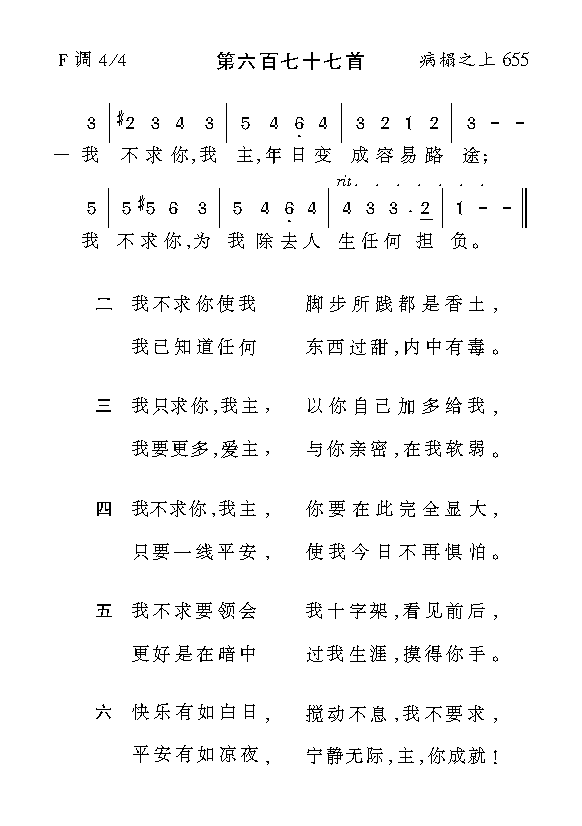 F 调 4/4 第六百七十七首 病榻之上 655
3 | #2 3 4 3 | 5 4 6 4 | 3 2 1 2 | 3 - -
一 我 不求你,我 主,年日变 成容易路 途;
rit. . . . . . .
5 | 5 #5 6 3 | 5 4 6 4 | 4 3 3 . 2 | 1 - - ‖
我 不求你,为 我除去人 生任何 担 负。
二 我不求你使我 脚步所践都是香土,
我已知道任何 东西过甜,内中有毒。
三 我只求你,我主, 以你自己加多给我,
我要更多,爱主, 与你亲密,在我软弱。
四 我不求你,我主, 你要在此完全显大,
只要一线平安, 使我今日不再惧怕。
五 我不求要领会 我十字架,看见前后,
更好是在暗中 过我生涯,摸得你手。
六 快乐有如白日, 搅动不息,我不要求,
平安有如凉夜, 宁静无际,主,你成就!